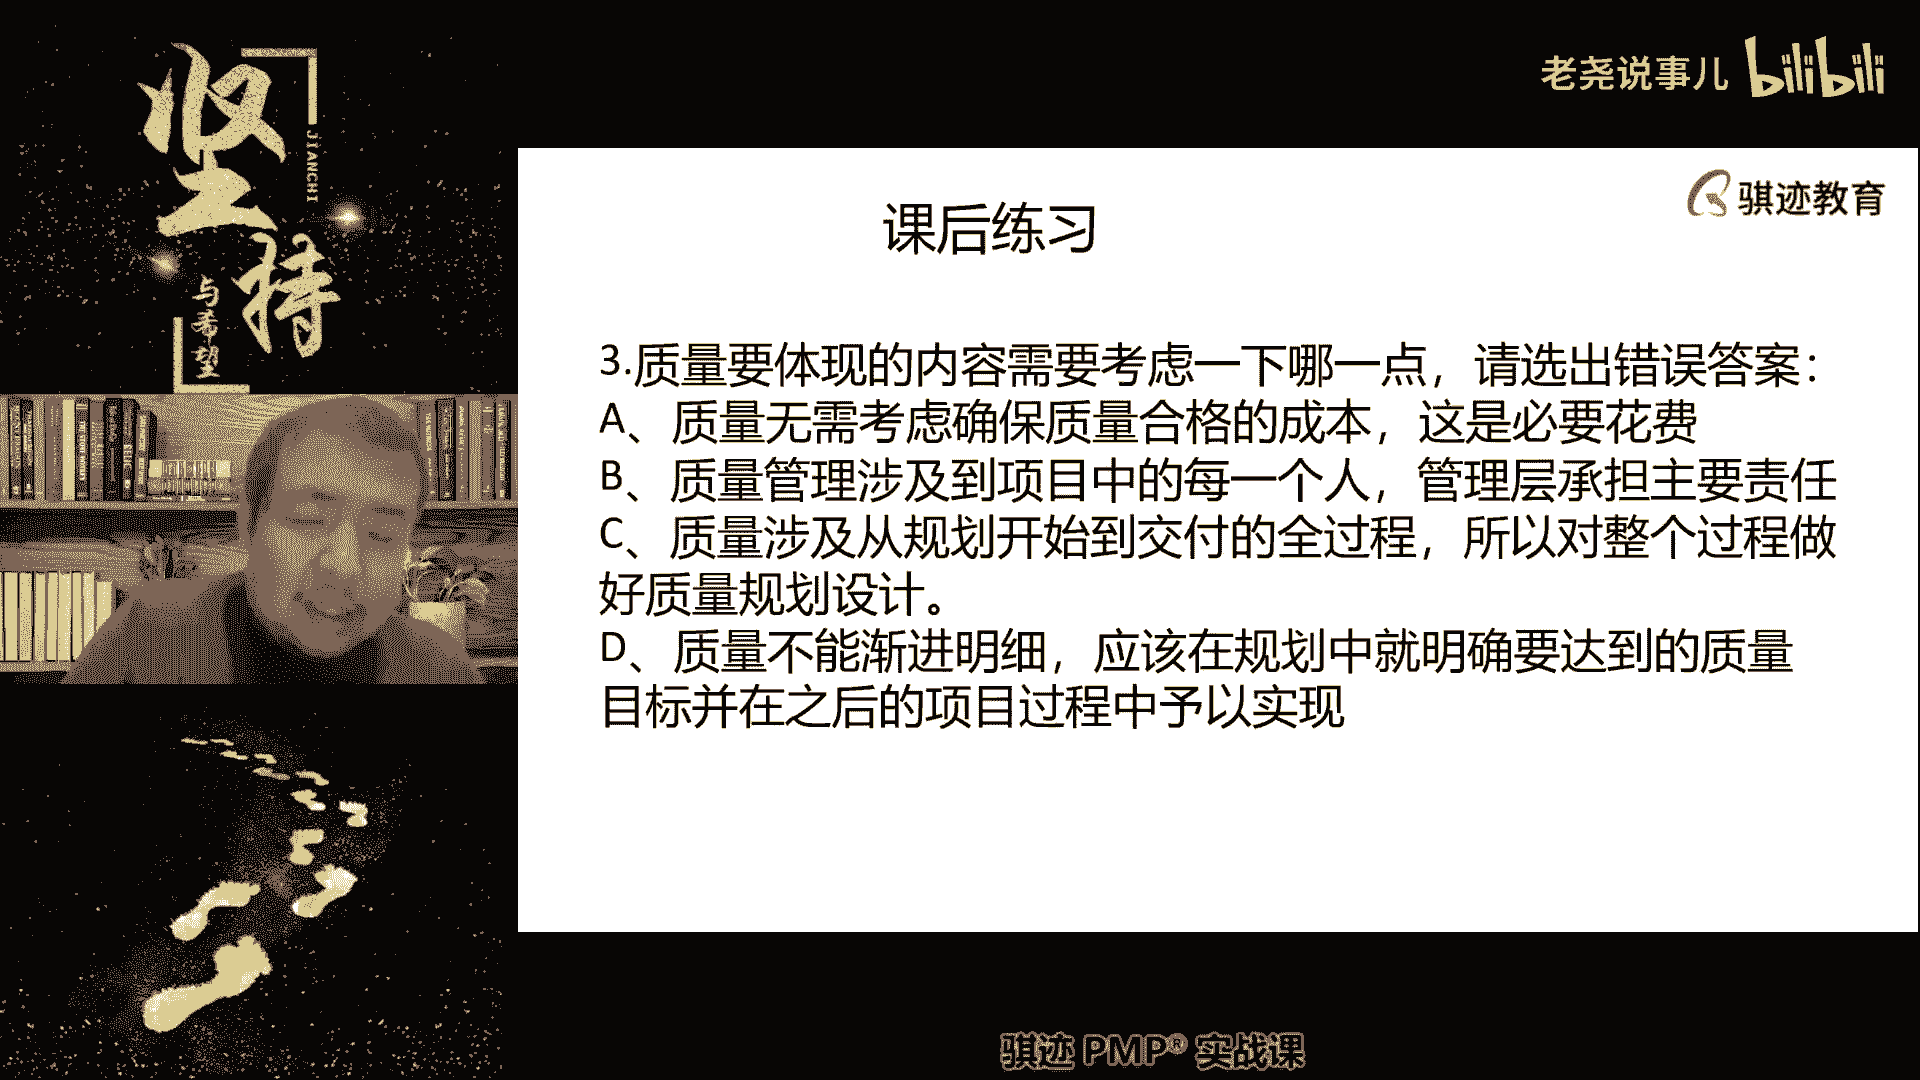 坚持
JIANCHI
与希望
老尧说事儿 bilibili
骐迹教育
课后练习
3.质量要体现的内容需要考虑一下哪一点，请选出错误答案：
A、质量无需考虑确保质量合格的成本，这是必要花费
B、质量管理涉及到项目中的每一个人，管理层承担主要责任
C、质量涉及从规划开始到交付的全过程，所以对整个过程做
好质量规划设计。
D、质量不能渐进明细，应该在规划中就明确要达到的质量
目标并在之后的项目过程中予以实现
骐迹 PMP® 实战课